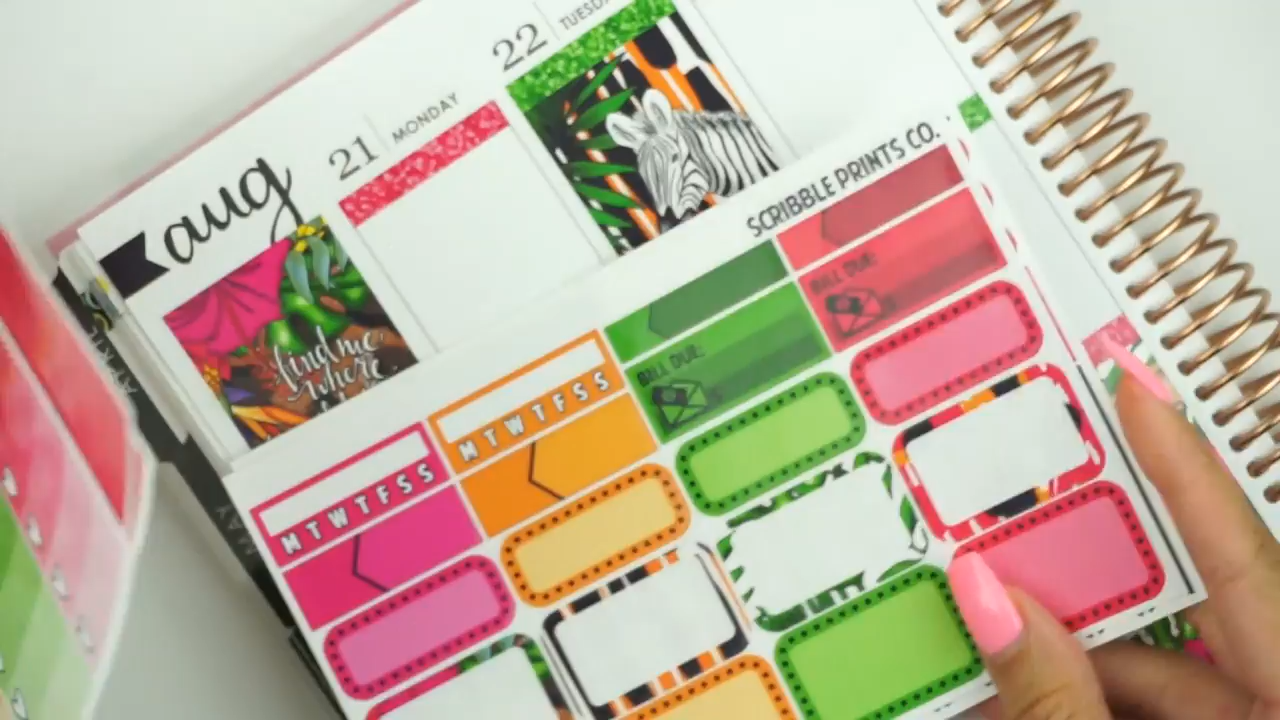 22 TUESDAY
21 MONDAY
aug
find me
where
SCRIBBLE PRINTS CO.
BILL DUE:
BILL DUE:
M T W T F S S
M T W T F S S